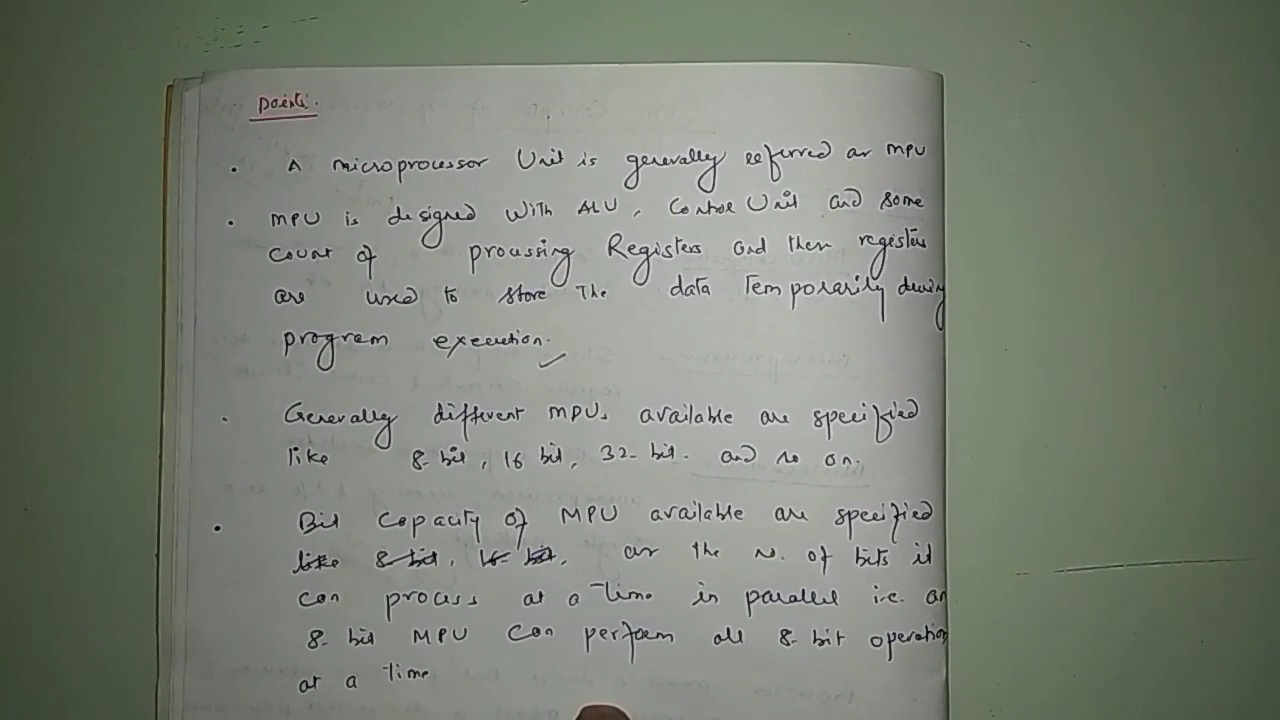 Points.
. A microprocessor Unit is generally referred as MPU
. MPU is designed with ALU, Control Unit and some
count of processing Registers and then registers
are used to store the data Temporarily during
program execution.
. Generally different MPUs available are specified
like 8-bit, 16 bit, 32-bit. and so on.
. Bit Capacity of MPU available are specified
like 8-bit, 16-bit, as the no. of bits it
can process at a Time in parallel i.e. an
8-bit MPU Can perform all 8-bit operation
at a Time